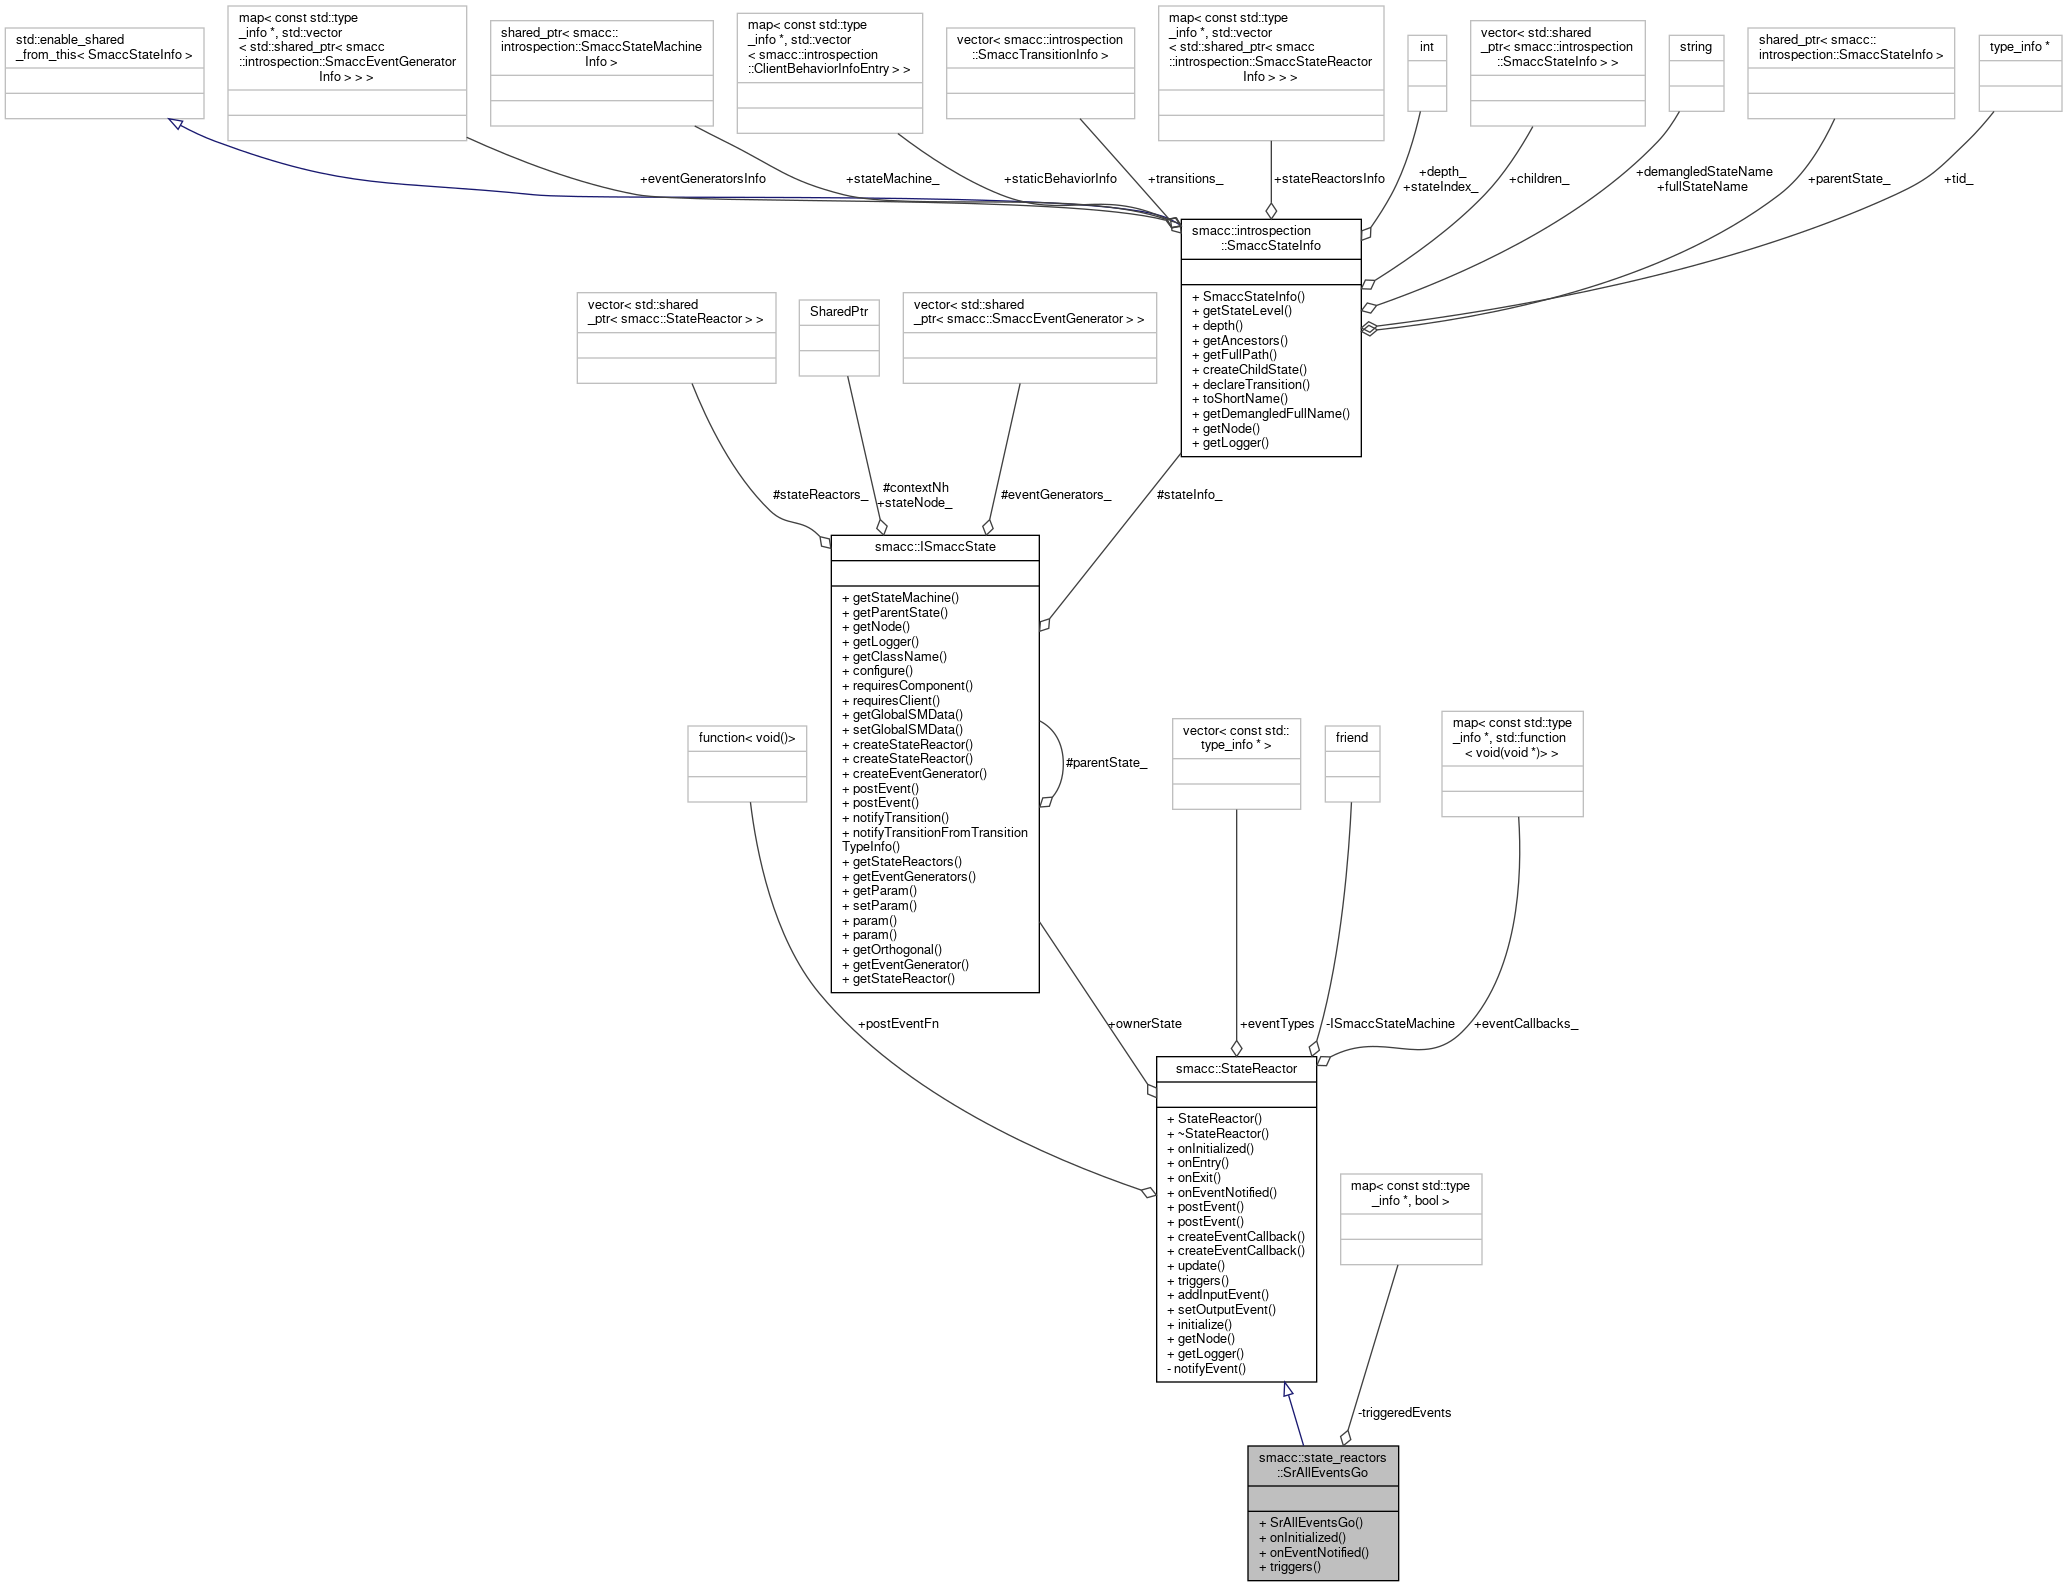 std::enable_shared
_from_this< SmaccStateInfo >
map< const std::type
_info *, std::vector
< std::shared_ptr< smacc
::introspection::SmaccEventGenerator
Info > > >
shared_ptr< smacc::
introspection::SmaccStateMachine
Info >
map< const std::type
_info *, std::vector
< smacc::introspection
::ClientBehaviorInfoEntry > >
vector< smacc::introspection
::SmaccTransitionInfo >
map< const std::type
_info *, std::vector
< std::shared_ptr< smacc
::introspection::SmaccStateReactor
Info > > >
int
vector< std::shared
_ptr< smacc::introspection
::SmaccStateInfo > >
string
shared_ptr< smacc::
introspection::SmaccStateInfo >
type_info *
+eventGeneratorsInfo
+stateMachine_
+staticBehaviorInfo
+transitions_
+stateReactorsInfo
+depth_
+stateIndex_
+children_
+demangledStateName
+fullStateName
+parentState_
+tid_
smacc::introspection
::SmaccStateInfo
+ SmaccStateInfo()
+ getStateLevel()
+ depth()
+ getAncestors()
+ getFullPath()
+ createChildState()
+ declareTransition()
+ toShortName()
+ getDemangledFullName()
+ getNode()
+ getLogger()
vector< std::shared
_ptr< smacc::StateReactor > >
SharedPtr
vector< std::shared
_ptr< smacc::SmaccEventGenerator > >
#stateReactors_
#contextNh
+stateNode_
#eventGenerators_
#stateInfo_
smacc::ISmaccState
+ getStateMachine()
+ getParentState()
+ getNode()
+ getLogger()
+ getClassName()
+ configure()
+ requiresComponent()
+ requiresClient()
+ getGlobalSMData()
+ setGlobalSMData()
+ createStateReactor()
+ createStateReactor()
+ createEventGenerator()
+ postEvent()
+ postEvent()
+ notifyTransition()
+ notifyTransitionFromTransition
TypeInfo()
+ getStateReactors()
+ getEventGenerators()
+ getParam()
+ setParam()
+ param()
+ param()
+ getOrthogonal()
+ getEventGenerator()
+ getStateReactor()
#parentState_
function< void()>
vector< const std::
type_info * >
friend
map< const std::type
_info *, std::function
< void(void *)> >
+postEventFn
+ownerState
+eventTypes
-ISmaccStateMachine
+eventCallbacks_
smacc::StateReactor
+ StateReactor()
+ ~StateReactor()
+ onInitialized()
+ onEntry()
+ onExit()
+ onEventNotified()
+ postEvent()
+ postEvent()
+ createEventCallback()
+ createEventCallback()
+ update()
+ triggers()
+ addInputEvent()
+ setOutputEvent()
+ initialize()
+ getNode()
+ getLogger()
- notifyEvent()
map< const std::type
_info *, bool >
-triggeredEvents
smacc::state_reactors
::SrAllEventsGo
+ SrAllEventsGo()
+ onInitialized()
+ onEventNotified()
+ triggers()